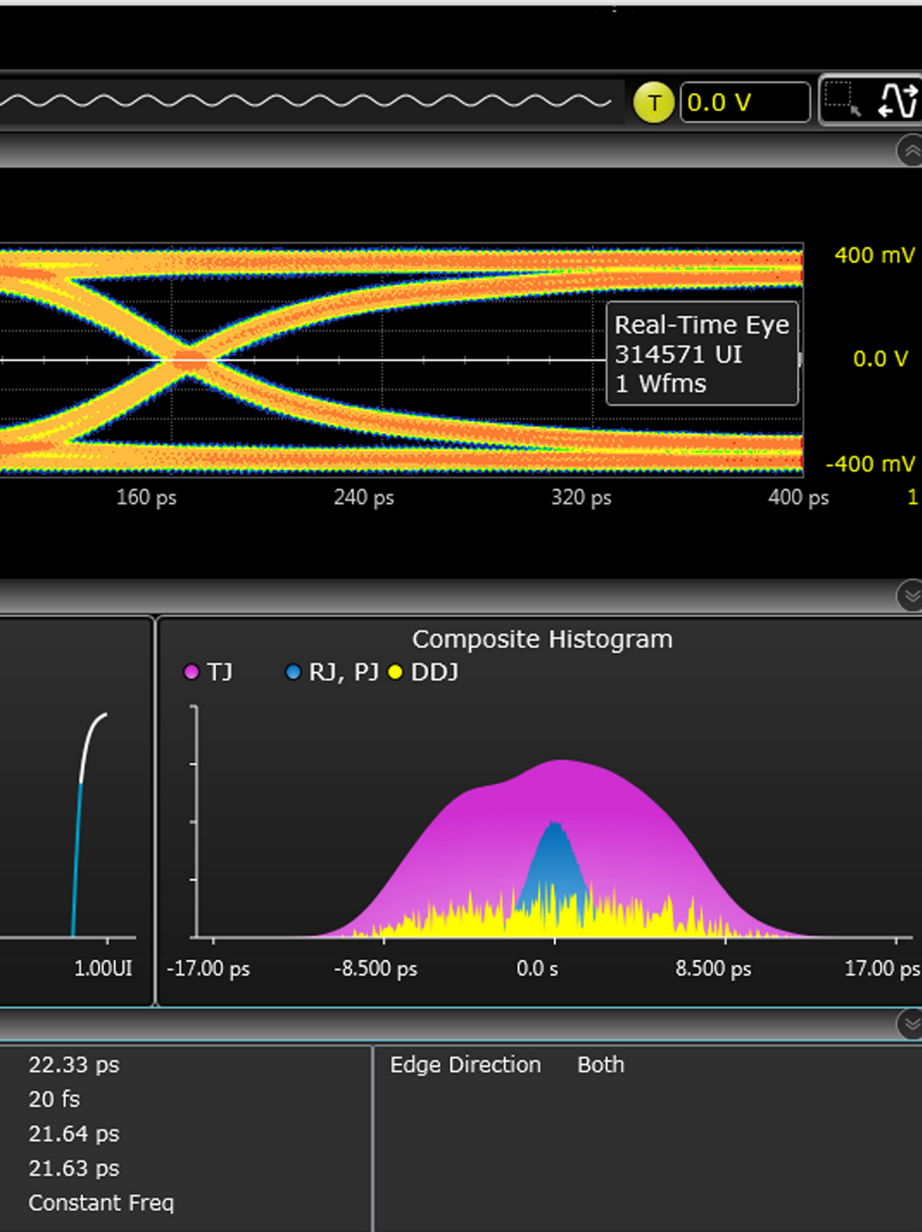 T 0.0 V
400 mV
Real-Time Eye
314571 UI
1 Wfms
0.0 V
-400 mV
160 ps 240 ps 320 ps 400 ps 1
Composite Histogram
TJ RJ, PJ DDJ
1.00UI
-17.00 ps -8.500 ps 0.0 s 8.500 ps 17.00 ps
22.33 ps
Edge Direction Both
20 fs
21.64 ps
21.63 ps
Constant Freq